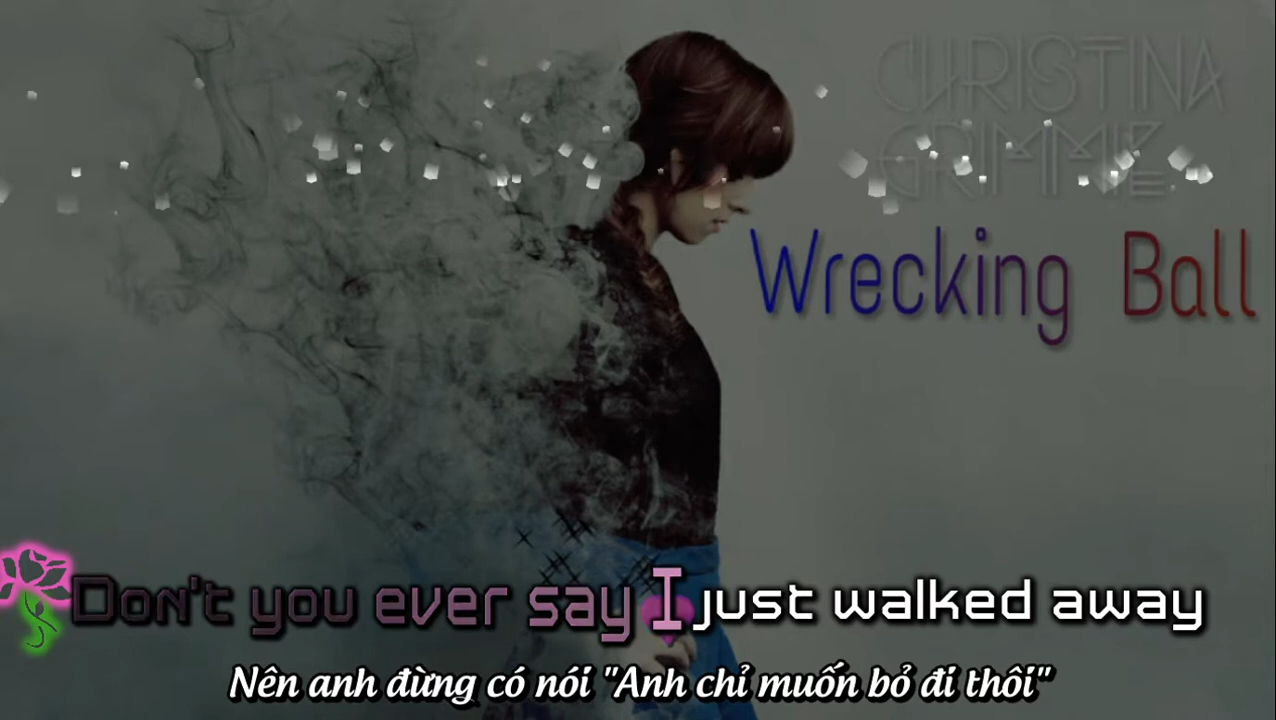 CHRISTINA
GRIMMIE.
Wrecking Ball
Don't you ever say I just walked away
Nên anh đừng có nói "Anh chỉ muốn bỏ đi thôi"